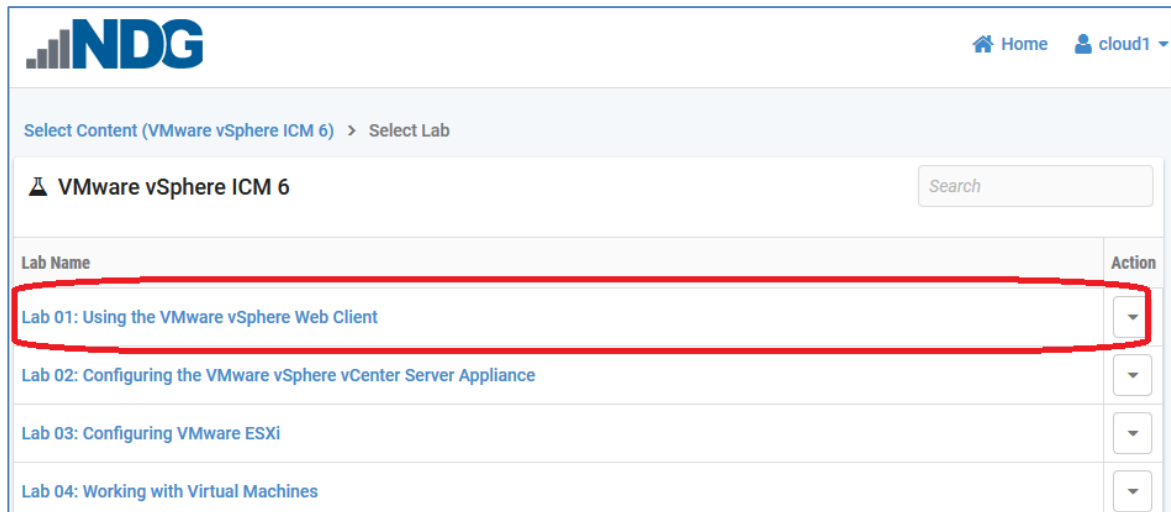 NDG
Home cloud1
Select Content (VMware vSphere ICM 6) > Select Lab
VMware vSphere ICM 6
Search
Lab Name Action
Lab 01: Using the VMware vSphere Web Client
Lab 02: Configuring the VMware vSphere vCenter Server Appliance
Lab 03: Configuring VMware ESXi
Lab 04: Working with Virtual Machines